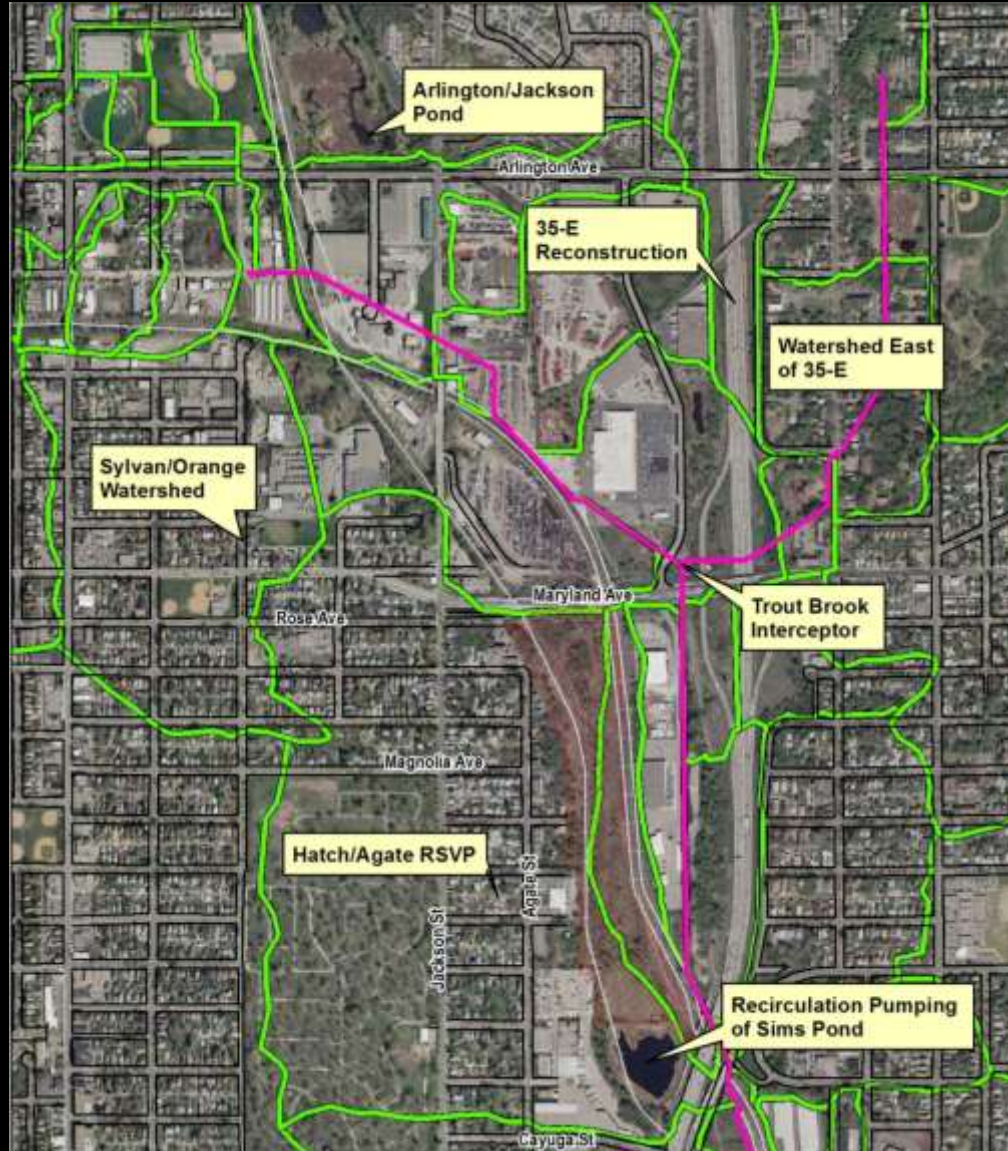 Arlington/Jackson
Pond
Arlington Ave
35-E
Reconstruction
Watershed East
of 35-E
Sylvan/Orange
Watershed
Maryland Ave
Trout Brook
Interceptor
Rose Ave
Magnolia Ave
Hatch/Agate RSVP
Agate St
Jackson St
Recirculation Pumping
of Sims Pond
Cayuga St